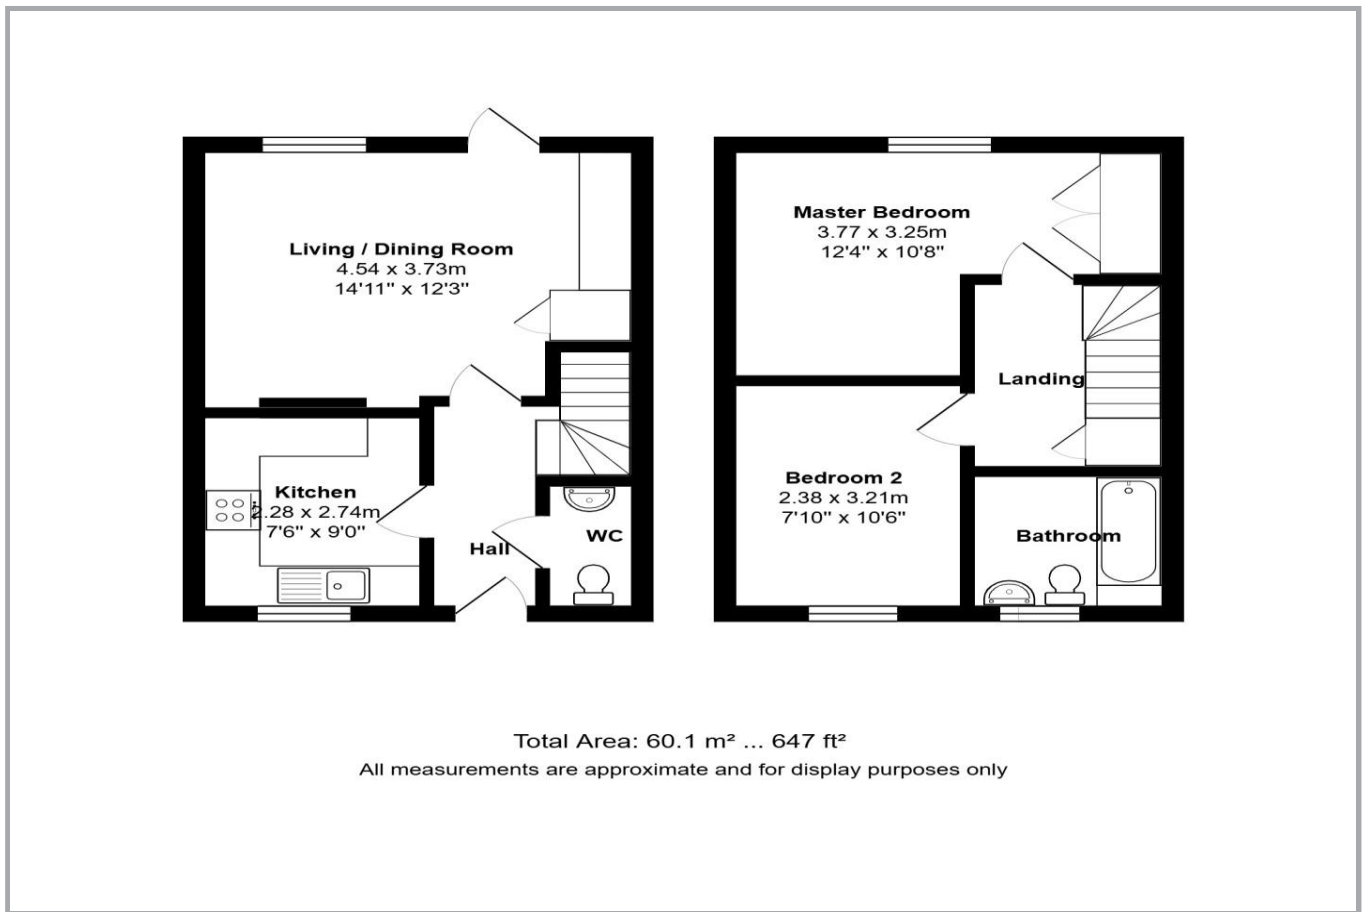 Living / Dining Room
4.54 x 3.73m
14'11" x 12'3"
Kitchen
2.28 x 2.74m
7'6" x 9'0"
Hall
WC
Master Bedroom
3.77 x 3.25m
12'4" x 10'8"
Landing
Bedroom 2
2.38 x 3.21m
7'10" x 10'6"
Bathroom
Total Area: 60.1 m² ... 647 ft²
All measurements are approximate and for display purposes only